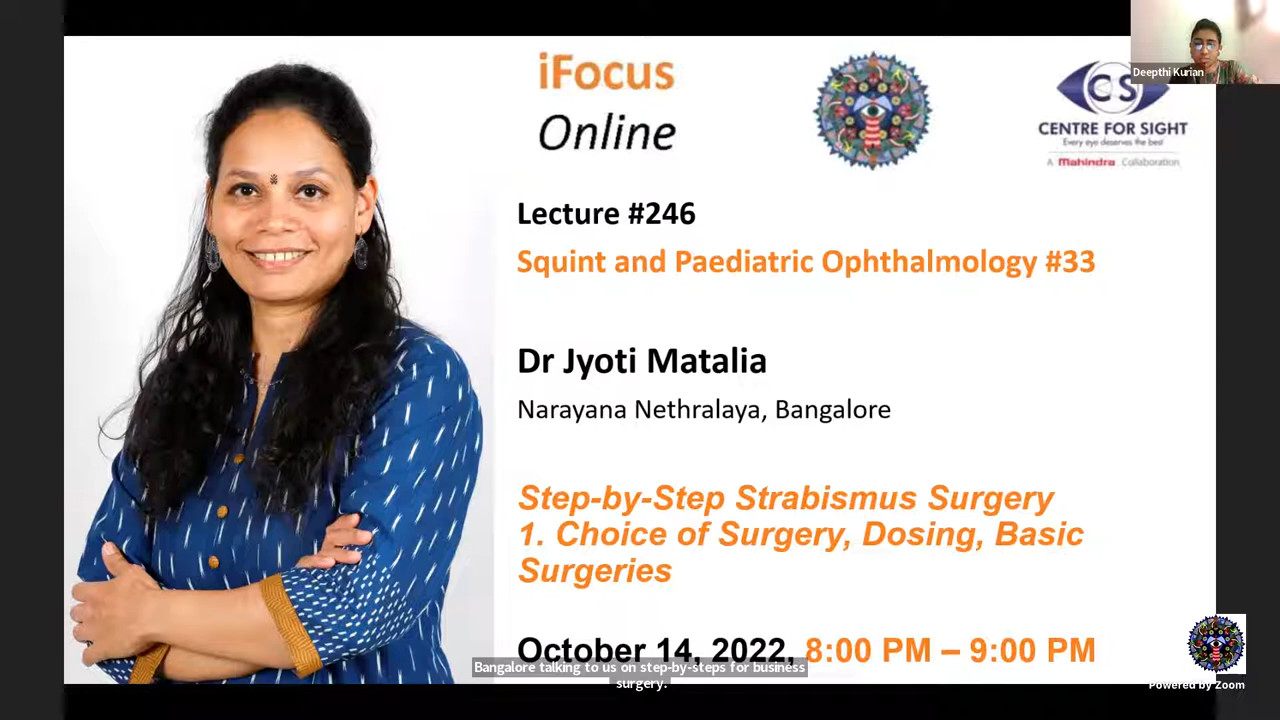 iFocus
Online
CS
CENTRE FOR SIGHT
Every eye deserves the best
A Mahindra Collaboration
Deepthi Kurian
Lecture #246
Squint and Paediatric Ophthalmology #33
Dr Jyoti Matalia
Narayana Nethralaya, Bangalore
Step-by-Step Strabismus Surgery
1. Choice of Surgery, Dosing, Basic
Surgeries
October 14, 2022, 8:00 PM – 9:00 PM
Bangalore talking to us on step-by-steps for business
surgery.
Powered by Zoom